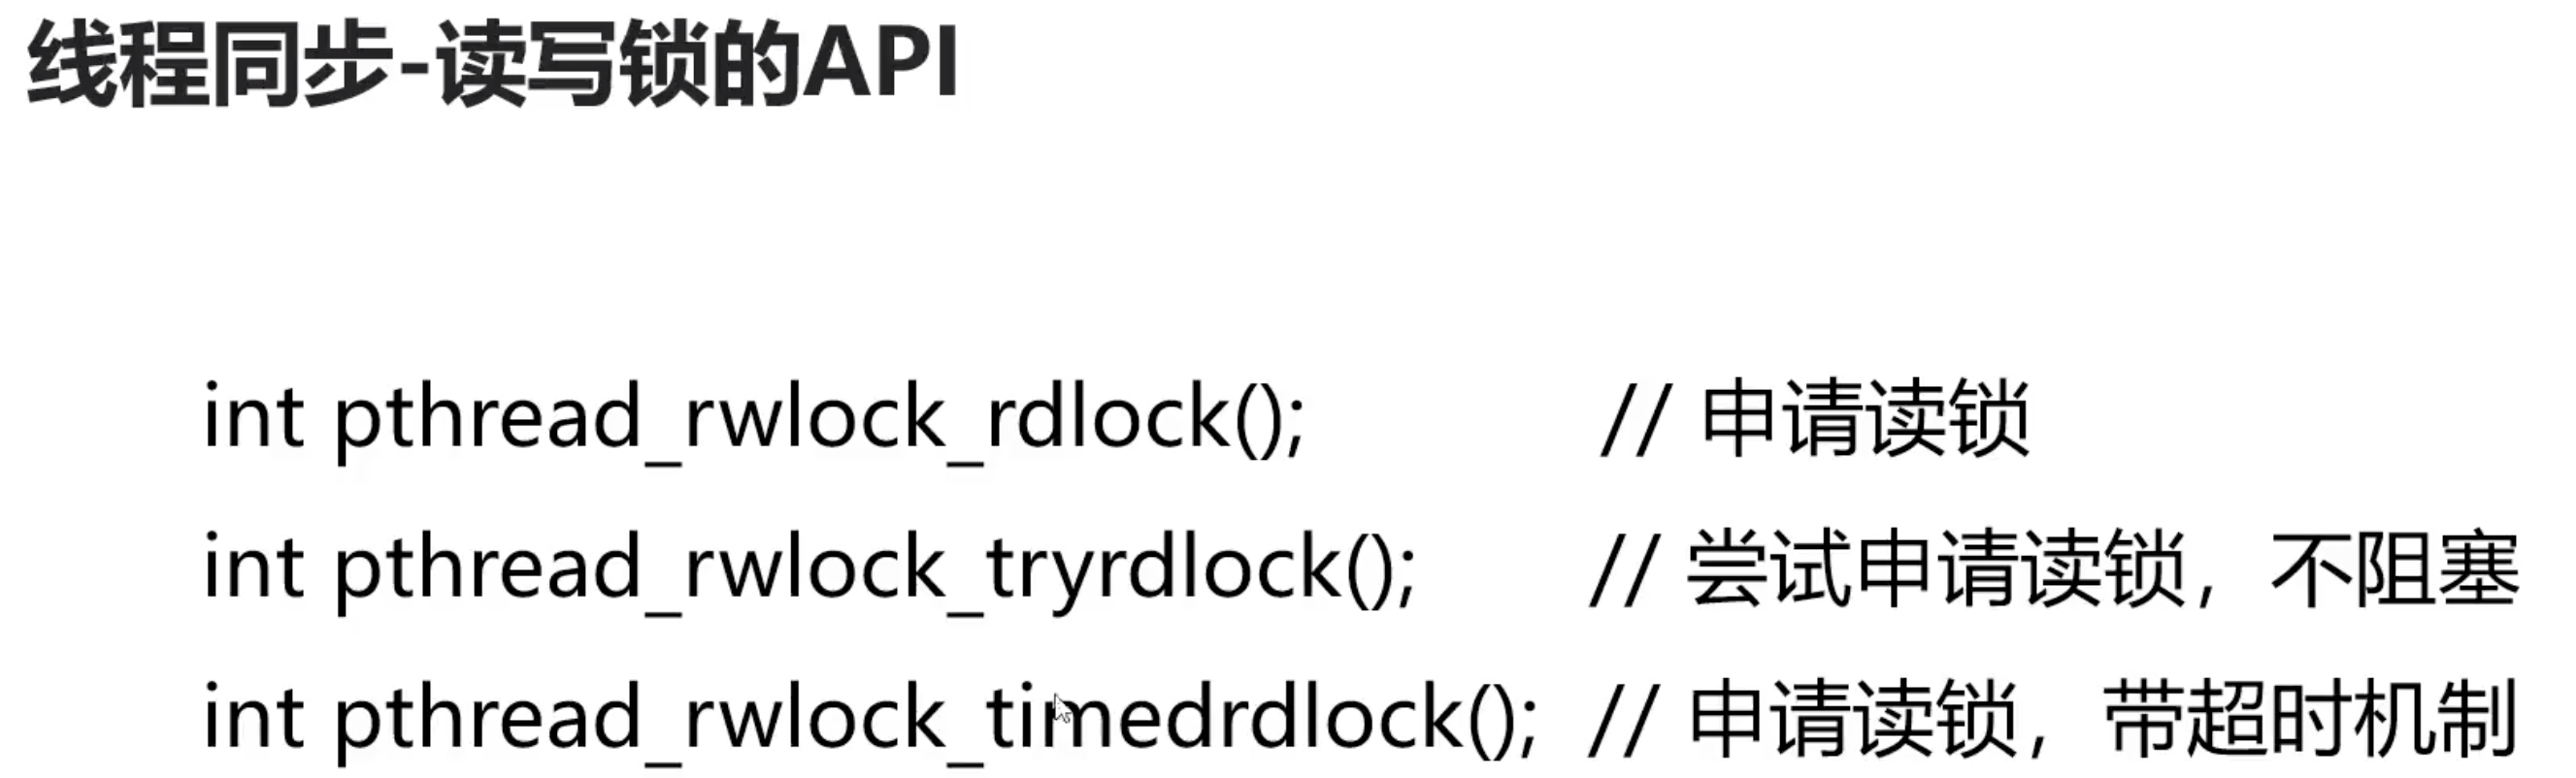 线程同步-读写锁的API
int pthread_rwlock_rdlock(); // 申请读锁
int pthread_rwlock_tryrdlock(); // 尝试申请读锁，不阻塞
int pthread_rwlock_timedrdlock(); // 申请读锁，带超时机制